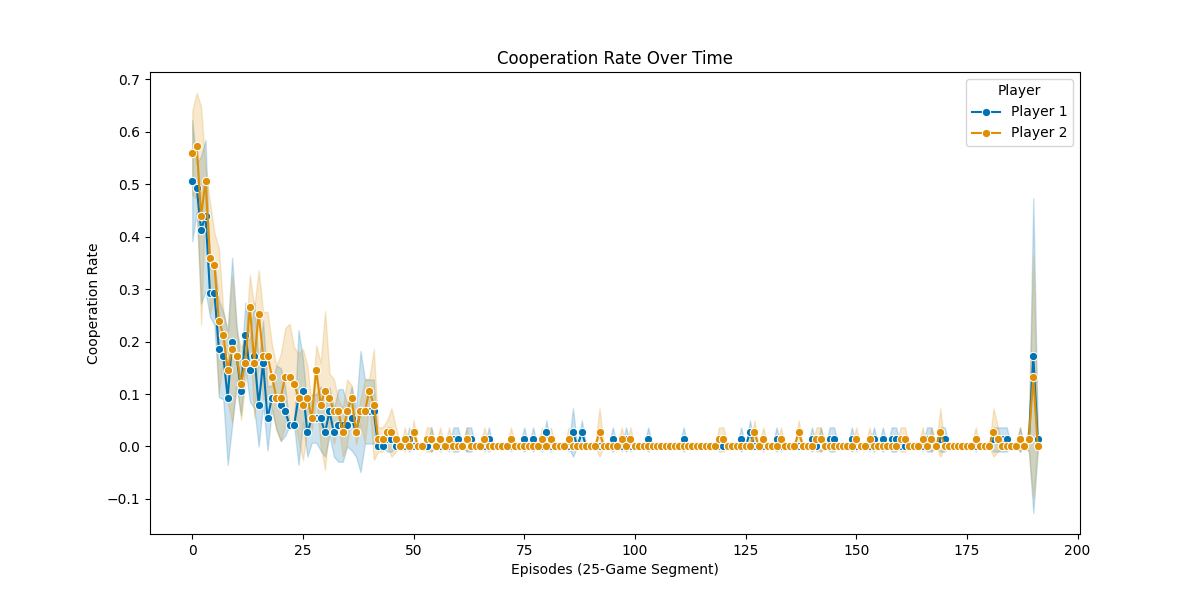 Cooperation Rate Over Time
Cooperation Rate
0.7
0.6
0.5
0.4
0.3
0.2
0.1
0.0
−0.1
Player
Player 1
Player 2
0 25 50 75 100 125 150 175 200
Episodes (25-Game Segment)